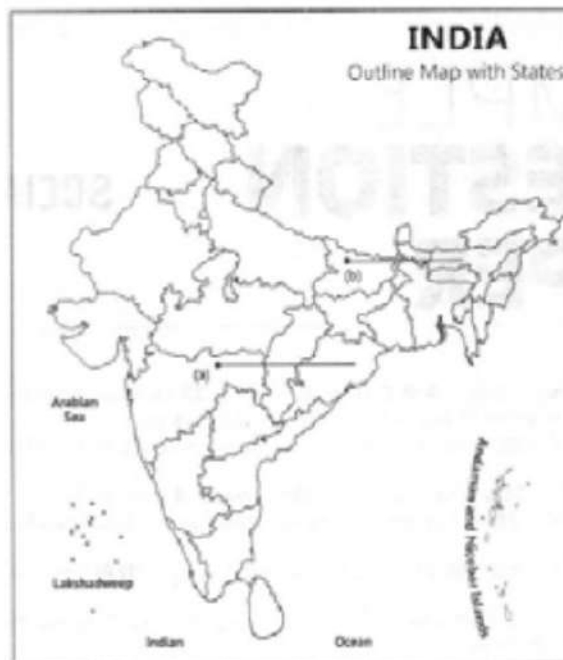 INDIA
Outline Map with States
(b)
(a)
Arabian
Sea
Lakshadweep
Andaman and Nicobar Islands
Indian
Ocean